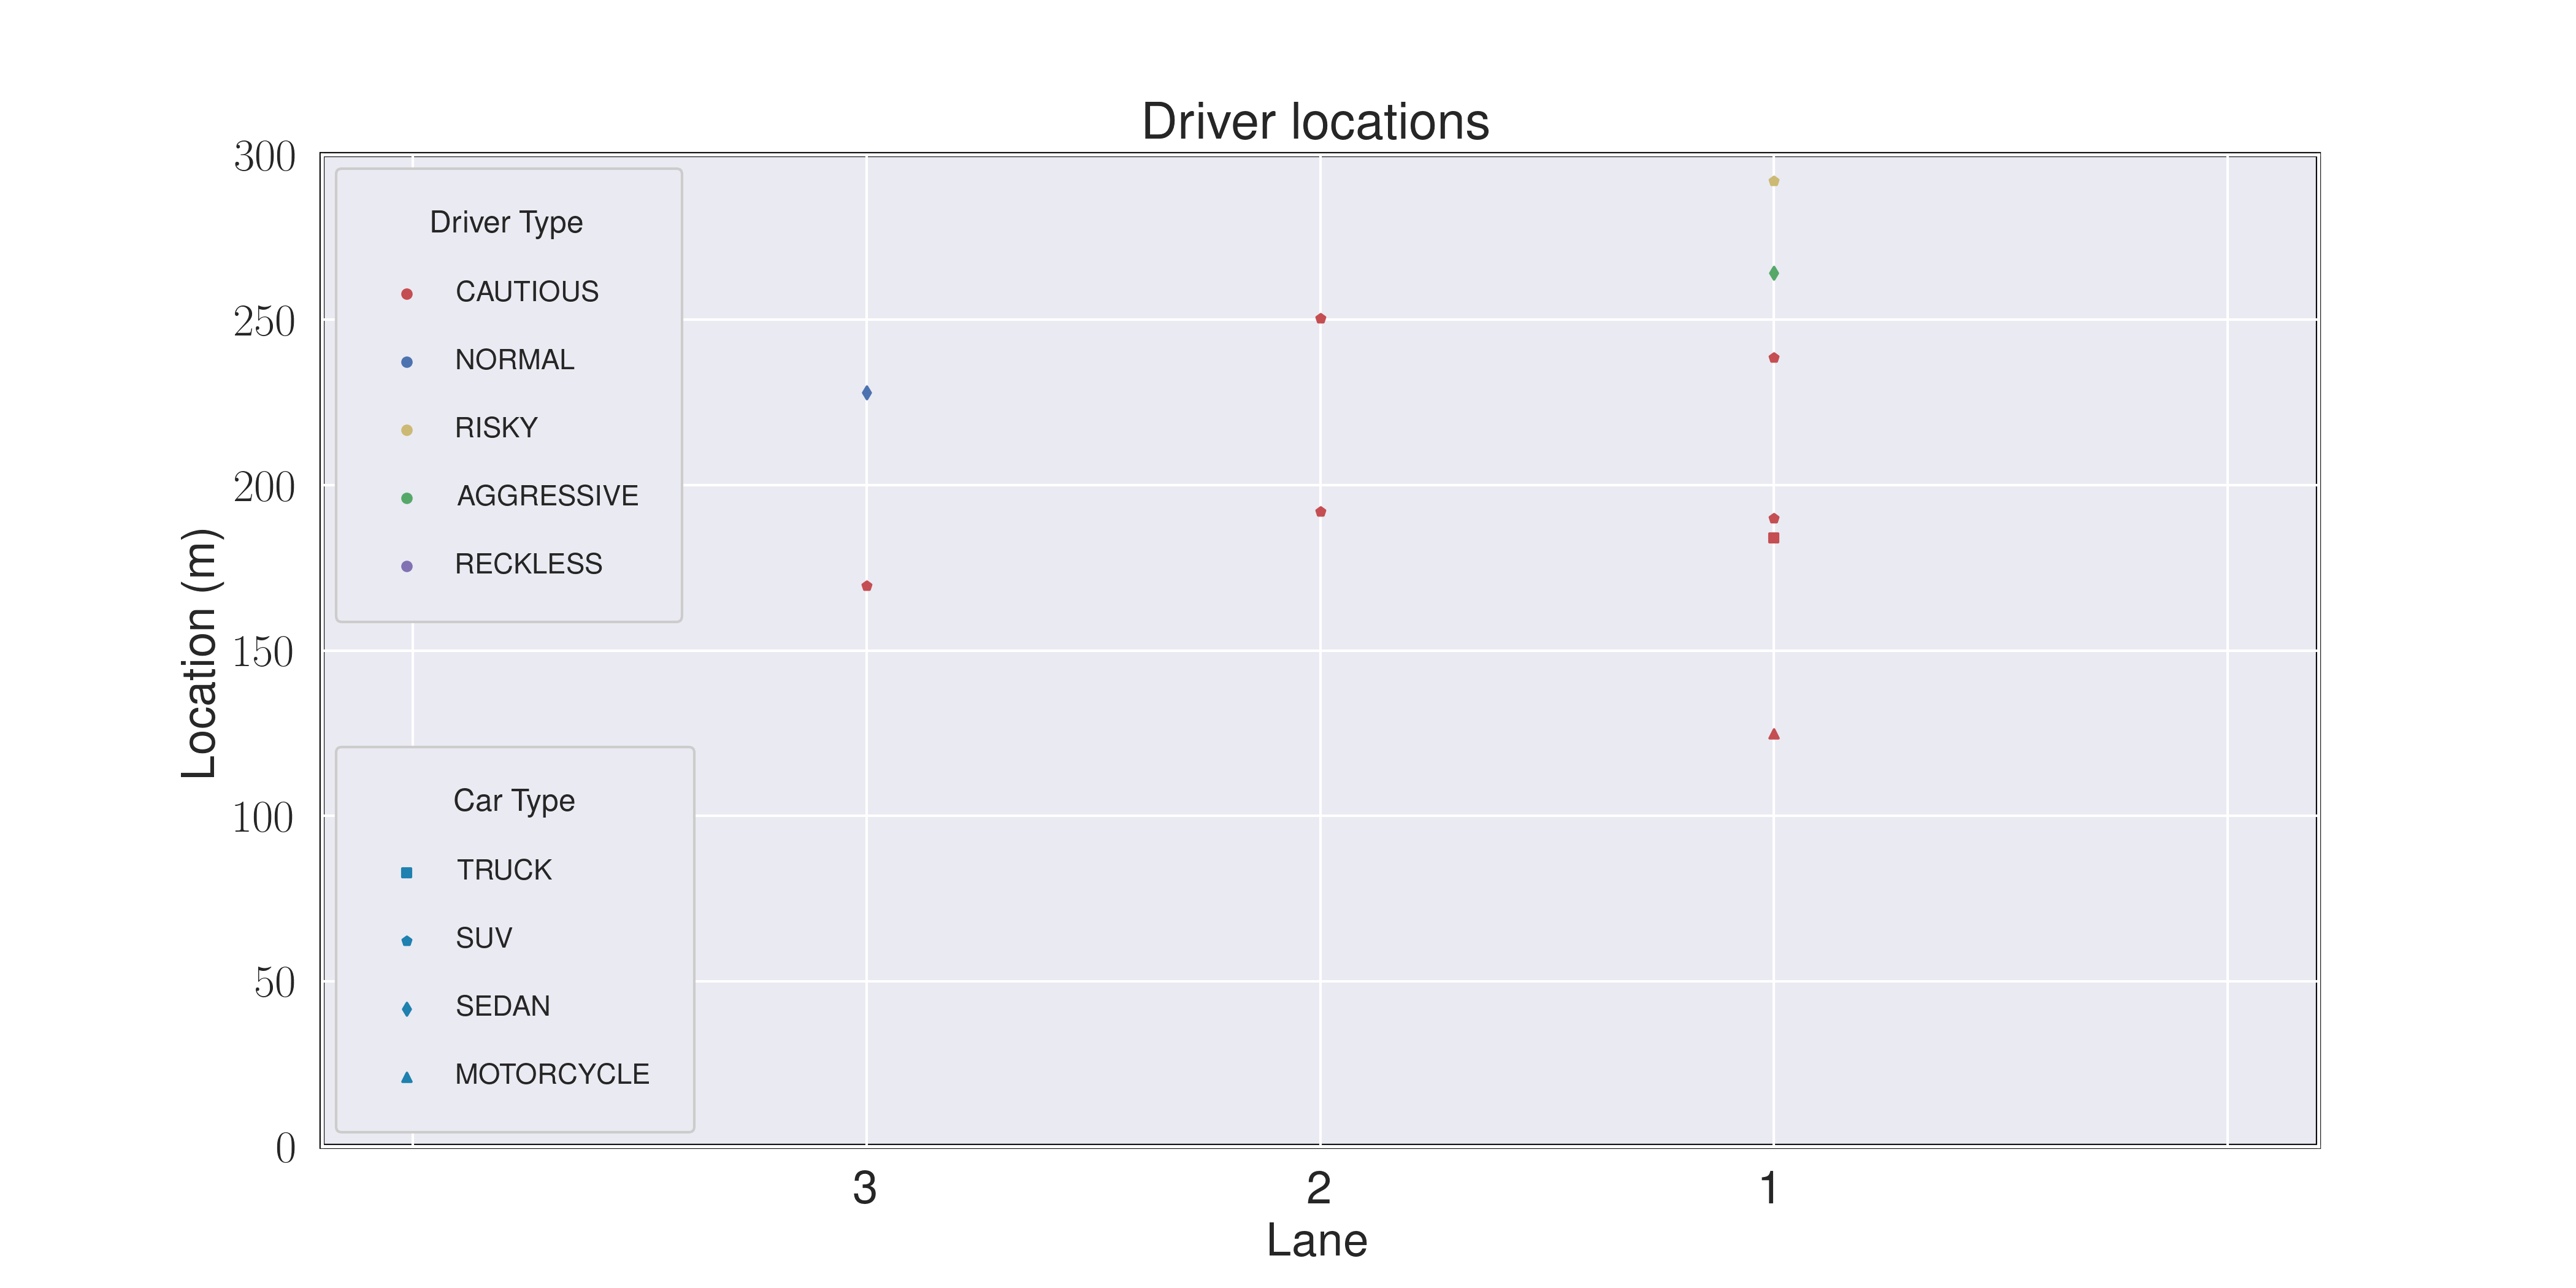 Driver locations
300
250
200
150
100
50
0
Location (m)
Driver Type
CAUTIOUS
NORMAL
RISKY
AGGRESSIVE
RECKLESS
Car Type
TRUCK
SUV
SEDAN
MOTORCYCLE
3 2 1
Lane